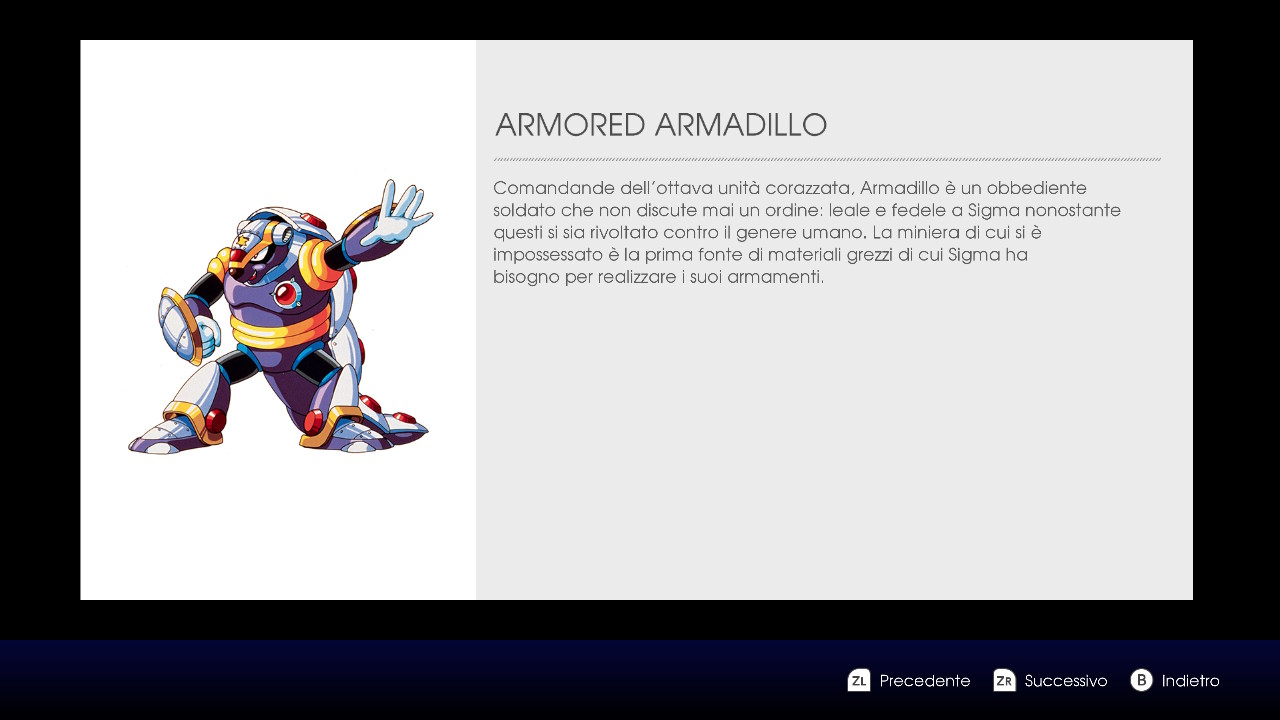 ARMORED ARMADILLO
Comandande dell'ottava unità corazzata, Armadillo è un obbediente
soldato che non discute mai un ordine: leale e fedele a Sigma nonostante
questi si sia rivoltato contro il genere umano. La miniera di cui si è
impossessato è la prima fonte di materiali grezzi di cui Sigma ha
bisogno per realizzare i suoi armamenti.
ZL Precedente ZR Successivo B Indietro